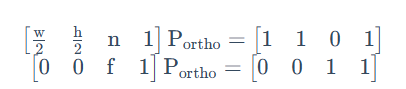 [w/2 h/2 n 1] P_ortho = [1 1 0 1]
[0 0 f 1] P_ortho = [0 0 1 1]